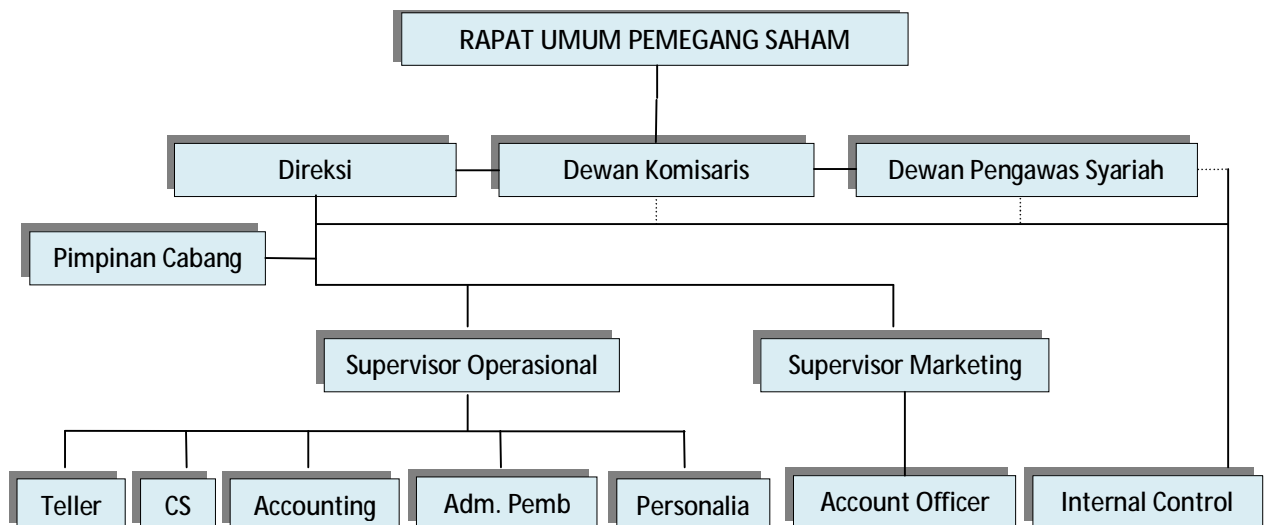 RAPAT UMUM PEMEGANG SAHAM
Direksi
Dewan Komisaris
Dewan Pengawas Syariah
Pimpinan Cabang
Supervisor Operasional
Supervisor Marketing
Teller
CS
Accounting
Adm. Pemb
Personalia
Account Officer
Internal Control